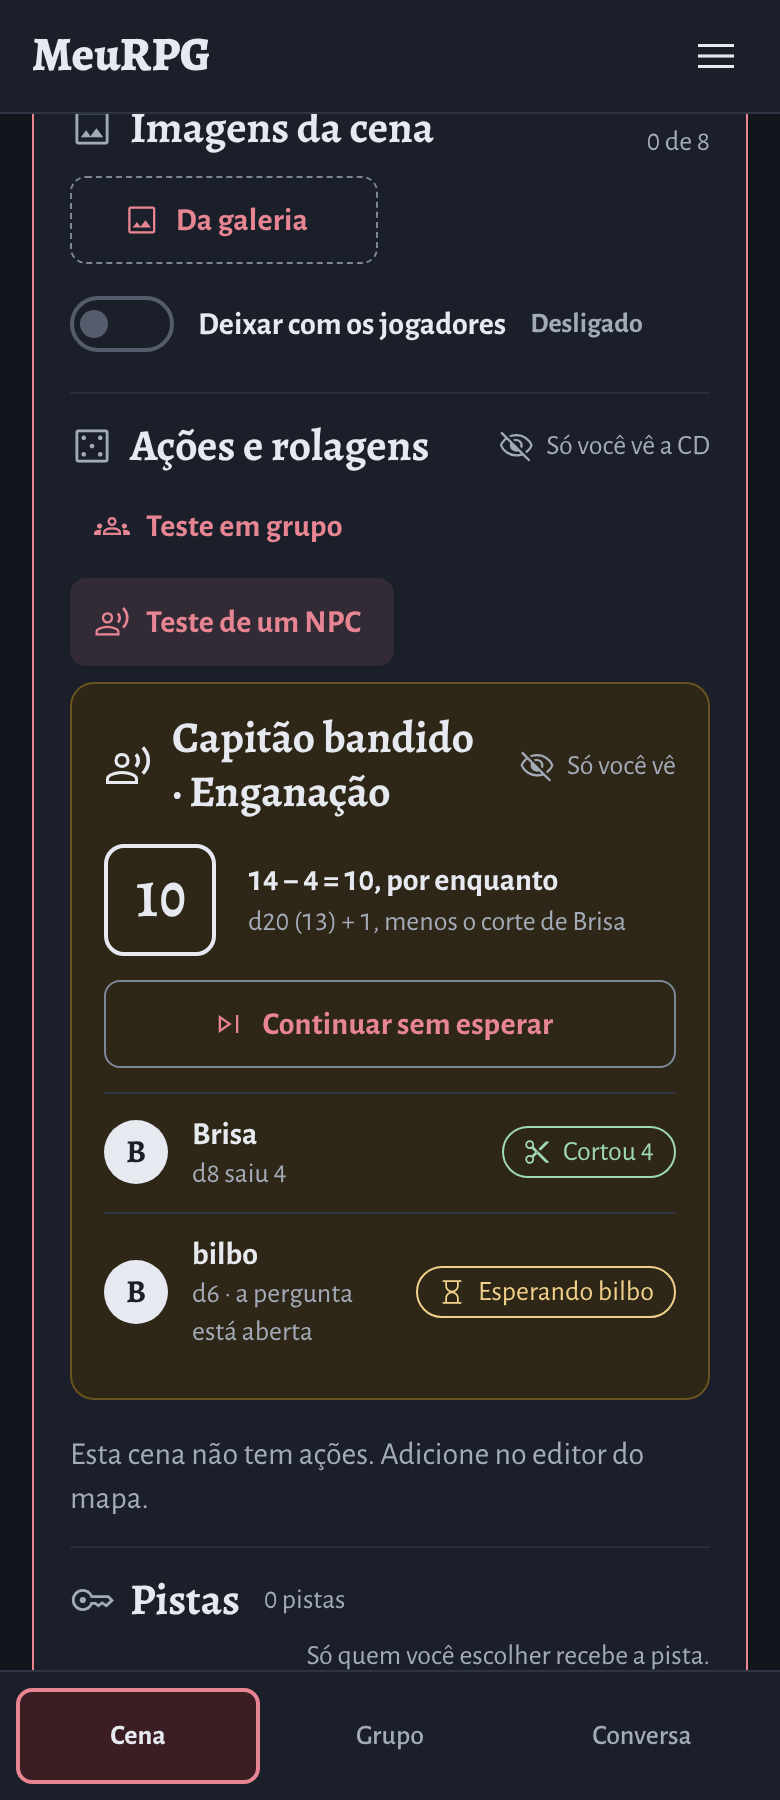 MeuRPG
Imagens da cena
0 de 8
Da galeria
Deixar com os jogadores
Desligado
Ações e rolagens
Só você vê a CD
Teste em grupo
Teste de um NPC
Capitão bandido
· Enganação
Só você vê
10
14 – 4 = 10, por enquanto
d20 (13) + 1, menos o corte de Brisa
Continuar sem esperar
B
Brisa
d8 saiu 4
Cortou 4
B
bilbo
d6 · a pergunta
está aberta
Esperando bilbo
Esta cena não tem ações. Adicione no editor do
mapa.
Pistas
0 pistas
Só quem você escolher recebe a pista.
Cena
Grupo
Conversa